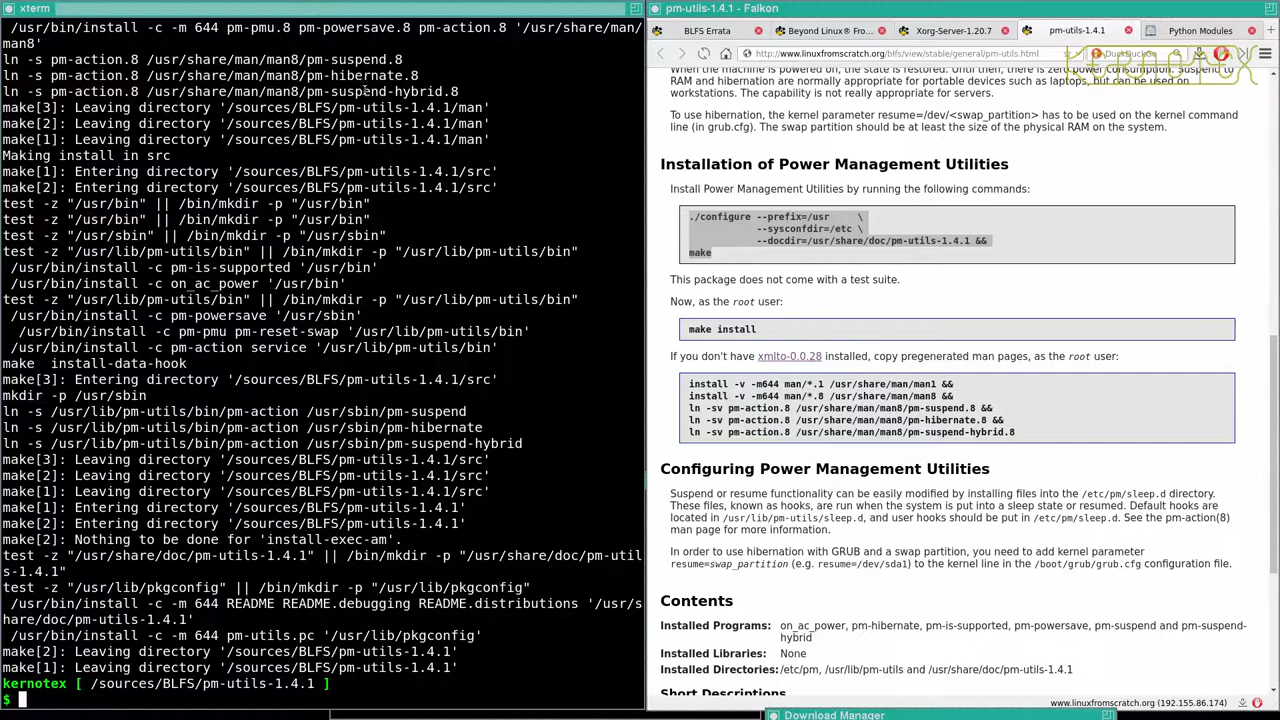 xterm
/usr/bin/install -c -m 644 pm-pmu.8 pm-powersave.8 pm-action.8 '/usr/share/man/
man8'
ln -s pm-action.8 /usr/share/man/man8/pm-suspend.8
ln -s pm-action.8 /usr/share/man/man8/pm-hibernate.8
ln -s pm-action.8 /usr/share/man/man8/pm-suspend-hybrid.8
make[3]: Leaving directory '/sources/BLFS/pm-utils-1.4.1/man'
make[2]: Leaving directory '/sources/BLFS/pm-utils-1.4.1/man'
make[1]: Leaving directory '/sources/BLFS/pm-utils-1.4.1/man'
Making install in src
make[1]: Entering directory '/sources/BLFS/pm-utils-1.4.1/src'
make[2]: Entering directory '/sources/BLFS/pm-utils-1.4.1/src'
test -z "/usr/bin" || /bin/mkdir -p "/usr/bin"
test -z "/usr/bin" || /bin/mkdir -p "/usr/bin"
test -z "/usr/sbin" || /bin/mkdir -p "/usr/sbin"
test -z "/usr/lib/pm-utils/bin" || /bin/mkdir -p "/usr/lib/pm-utils/bin"
/usr/bin/install -c pm-is-supported '/usr/bin'
/usr/bin/install -c on_ac_power '/usr/bin'
test -z "/usr/lib/pm-utils/bin" || /bin/mkdir -p "/usr/lib/pm-utils/bin"
/usr/bin/install -c pm-powersave '/usr/sbin'
/usr/bin/install -c pm-pmu pm-reset-swap '/usr/lib/pm-utils/bin'
/usr/bin/install -c pm-action service '/usr/lib/pm-utils/bin'
make  install-data-hook
make[3]: Entering directory '/sources/BLFS/pm-utils-1.4.1/src'
mkdir -p /usr/sbin
ln -s /usr/lib/pm-utils/bin/pm-action /usr/sbin/pm-suspend
ln -s /usr/lib/pm-utils/bin/pm-action /usr/sbin/pm-hibernate
ln -s /usr/lib/pm-utils/bin/pm-action /usr/sbin/pm-suspend-hybrid
make[3]: Leaving directory '/sources/BLFS/pm-utils-1.4.1/src'
make[2]: Leaving directory '/sources/BLFS/pm-utils-1.4.1/src'
make[1]: Leaving directory '/sources/BLFS/pm-utils-1.4.1/src'
make[1]: Entering directory '/sources/BLFS/pm-utils-1.4.1'
make[2]: Entering directory '/sources/BLFS/pm-utils-1.4.1'
make[2]: Nothing to be done for 'install-exec-am'.
test -z "/usr/share/doc/pm-utils-1.4.1" || /bin/mkdir -p "/usr/share/doc/pm-util
s-1.4.1"
test -z "/usr/lib/pkgconfig" || /bin/mkdir -p "/usr/lib/pkgconfig"
/usr/bin/install -c -m 644 README README.debugging README.distributions '/usr/s
hare/doc/pm-utils-1.4.1'
/usr/bin/install -c -m 644 pm-utils.pc '/usr/lib/pkgconfig'
make[2]: Leaving directory '/sources/BLFS/pm-utils-1.4.1'
make[1]: Leaving directory '/sources/BLFS/pm-utils-1.4.1'
kernotex [ /sources/BLFS/pm-utils-1.4.1 ]
$
pm-utils-1.4.1 - Falkon
BLFS Errata
Beyond Linux® Fro...
Xorg-Server-1.20.7
pm-utils-1.4.1
Python Modules
http://www.linuxfromscratch.org/blfs/view/stable/general/pm-utils.html
DuckDuckGo
KERNOTEX
When the machine is powered on, the state is restored. Until then, there is zero power consumption. Suspend to
RAM and hibernation are normally appropriate for portable devices such as laptops, but can be used on
workstations. The capability is not really appropriate for servers.
To use hibernation, the kernel parameter resume=/dev/<swap_partition> has to be used on the kernel command
line (in grub.cfg). The swap partition should be at least the size of the physical RAM on the system.
Installation of Power Management Utilities
Install Power Management Utilities by running the following commands:
./configure --prefix=/usr     \
--sysconfdir=/etc \
--docdir=/usr/share/doc/pm-utils-1.4.1 &&
make
This package does not come with a test suite.
Now, as the root user:
make install
If you don't have xmlto-0.0.28 installed, copy pregenerated man pages, as the root user:
install -v -m644 man/*.1 /usr/share/man/man1 &&
install -v -m644 man/*.8 /usr/share/man/man8 &&
ln -sv pm-action.8 /usr/share/man/man8/pm-suspend.8 &&
ln -sv pm-action.8 /usr/share/man/man8/pm-hibernate.8 &&
ln -sv pm-action.8 /usr/share/man/man8/pm-suspend-hybrid.8
Configuring Power Management Utilities
Suspend or resume functionality can be easily modified by installing files into the /etc/pm/sleep.d directory.
These files, known as hooks, are run when the system is put into a sleep state or resumed. Default hooks are
located in /usr/lib/pm-utils/sleep.d, and user hooks should be put in /etc/pm/sleep.d. See the pm-action(8)
man page for more information.
In order to use hibernation with GRUB and a swap partition, you need to add kernel parameter
resume=swap_partition (e.g. resume=/dev/sda1) to the kernel line in the /boot/grub/grub.cfg configuration file.
Contents
Installed Programs: on_ac_power, pm-hibernate, pm-is-supported, pm-powersave, pm-suspend and pm-suspend-
hybrid
Installed Libraries: None
Installed Directories: /etc/pm, /usr/lib/pm-utils and /usr/share/doc/pm-utils-1.4.1
Short Descriptions
www.linuxfromscratch.org (192.155.86.174)
Download Manager